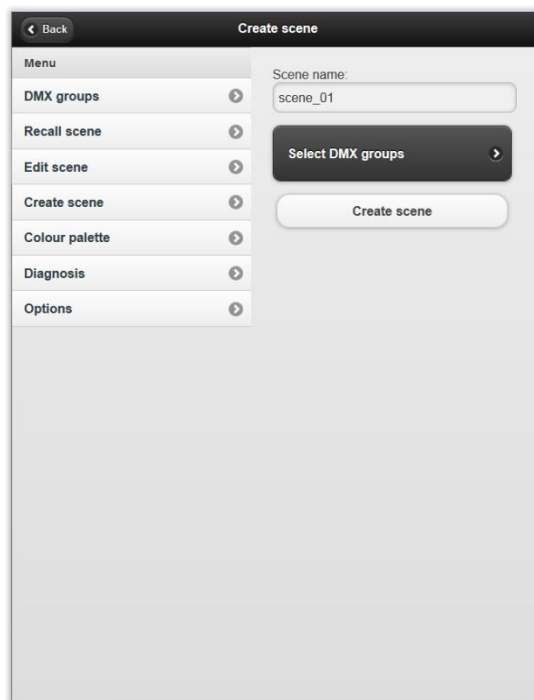 Back
Create scene
Menu
DMX groups
Recall scene
Edit scene
Create scene
Colour palette
Diagnosis
Options
Scene name:
scene_01
Select DMX groups
Create scene